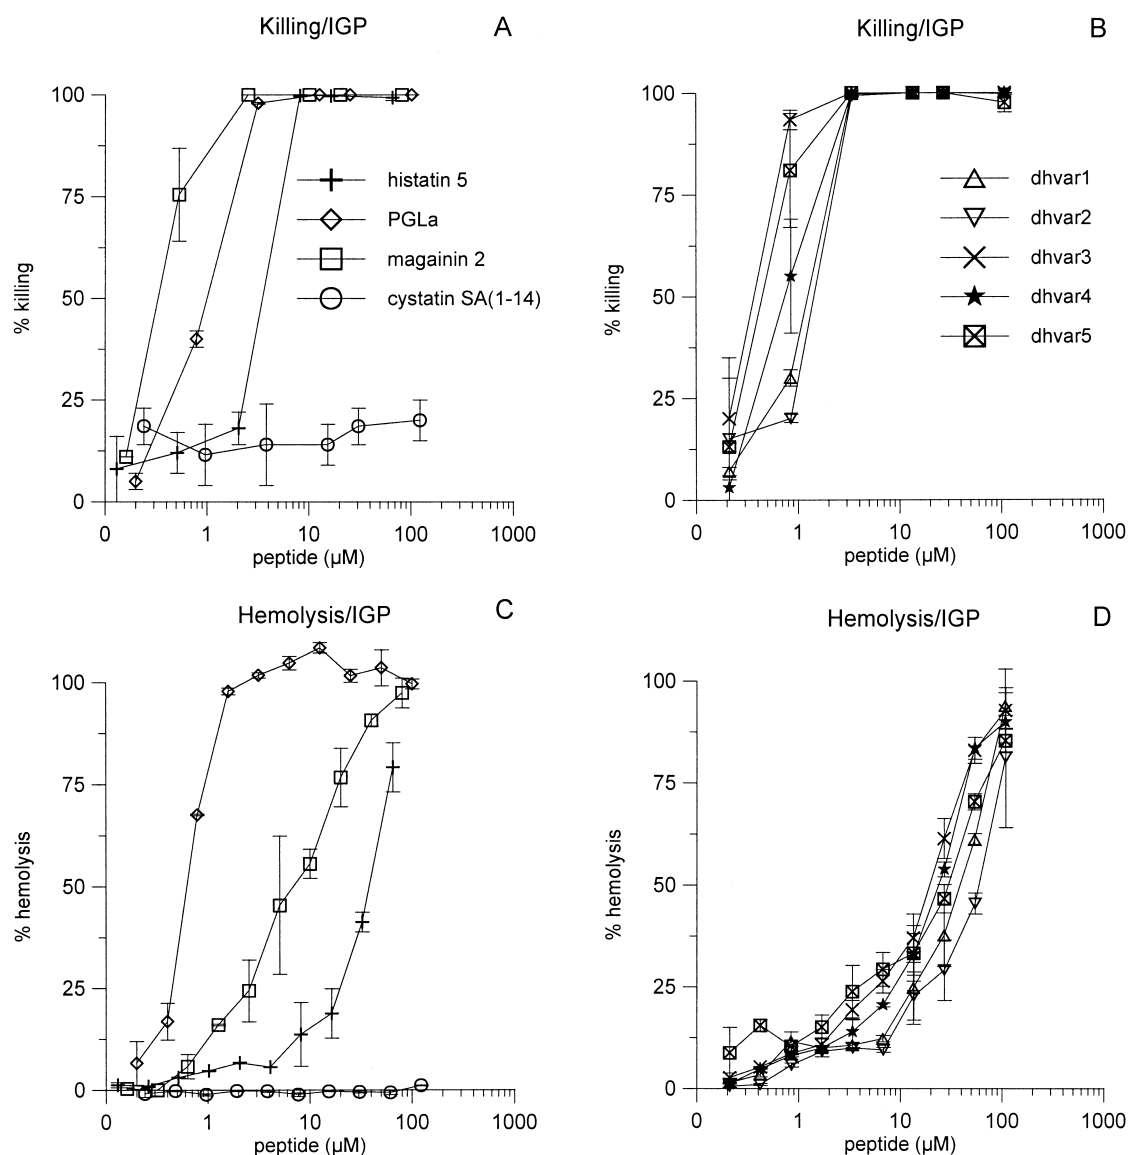 Killing/IGP A
100
75
50
25
0
% killing
histatin 5
PGLa
magainin 2
cystatin SA(1-14)
0 1 10 100 1000
peptide (µM)
Killing/IGP B
100
75
50
25
0
% killing
dhvar1
dhvar2
dhvar3
dhvar4
dhvar5
0 1 10 100 1000
peptide (µM)
Hemolysis/IGP C
100
75
50
25
0
% hemolysis
0 1 10 100 1000
peptide (µM)
Hemolysis/IGP D
100
75
50
25
0
% hemolysis
0 1 10 100 1000
peptide (µM)